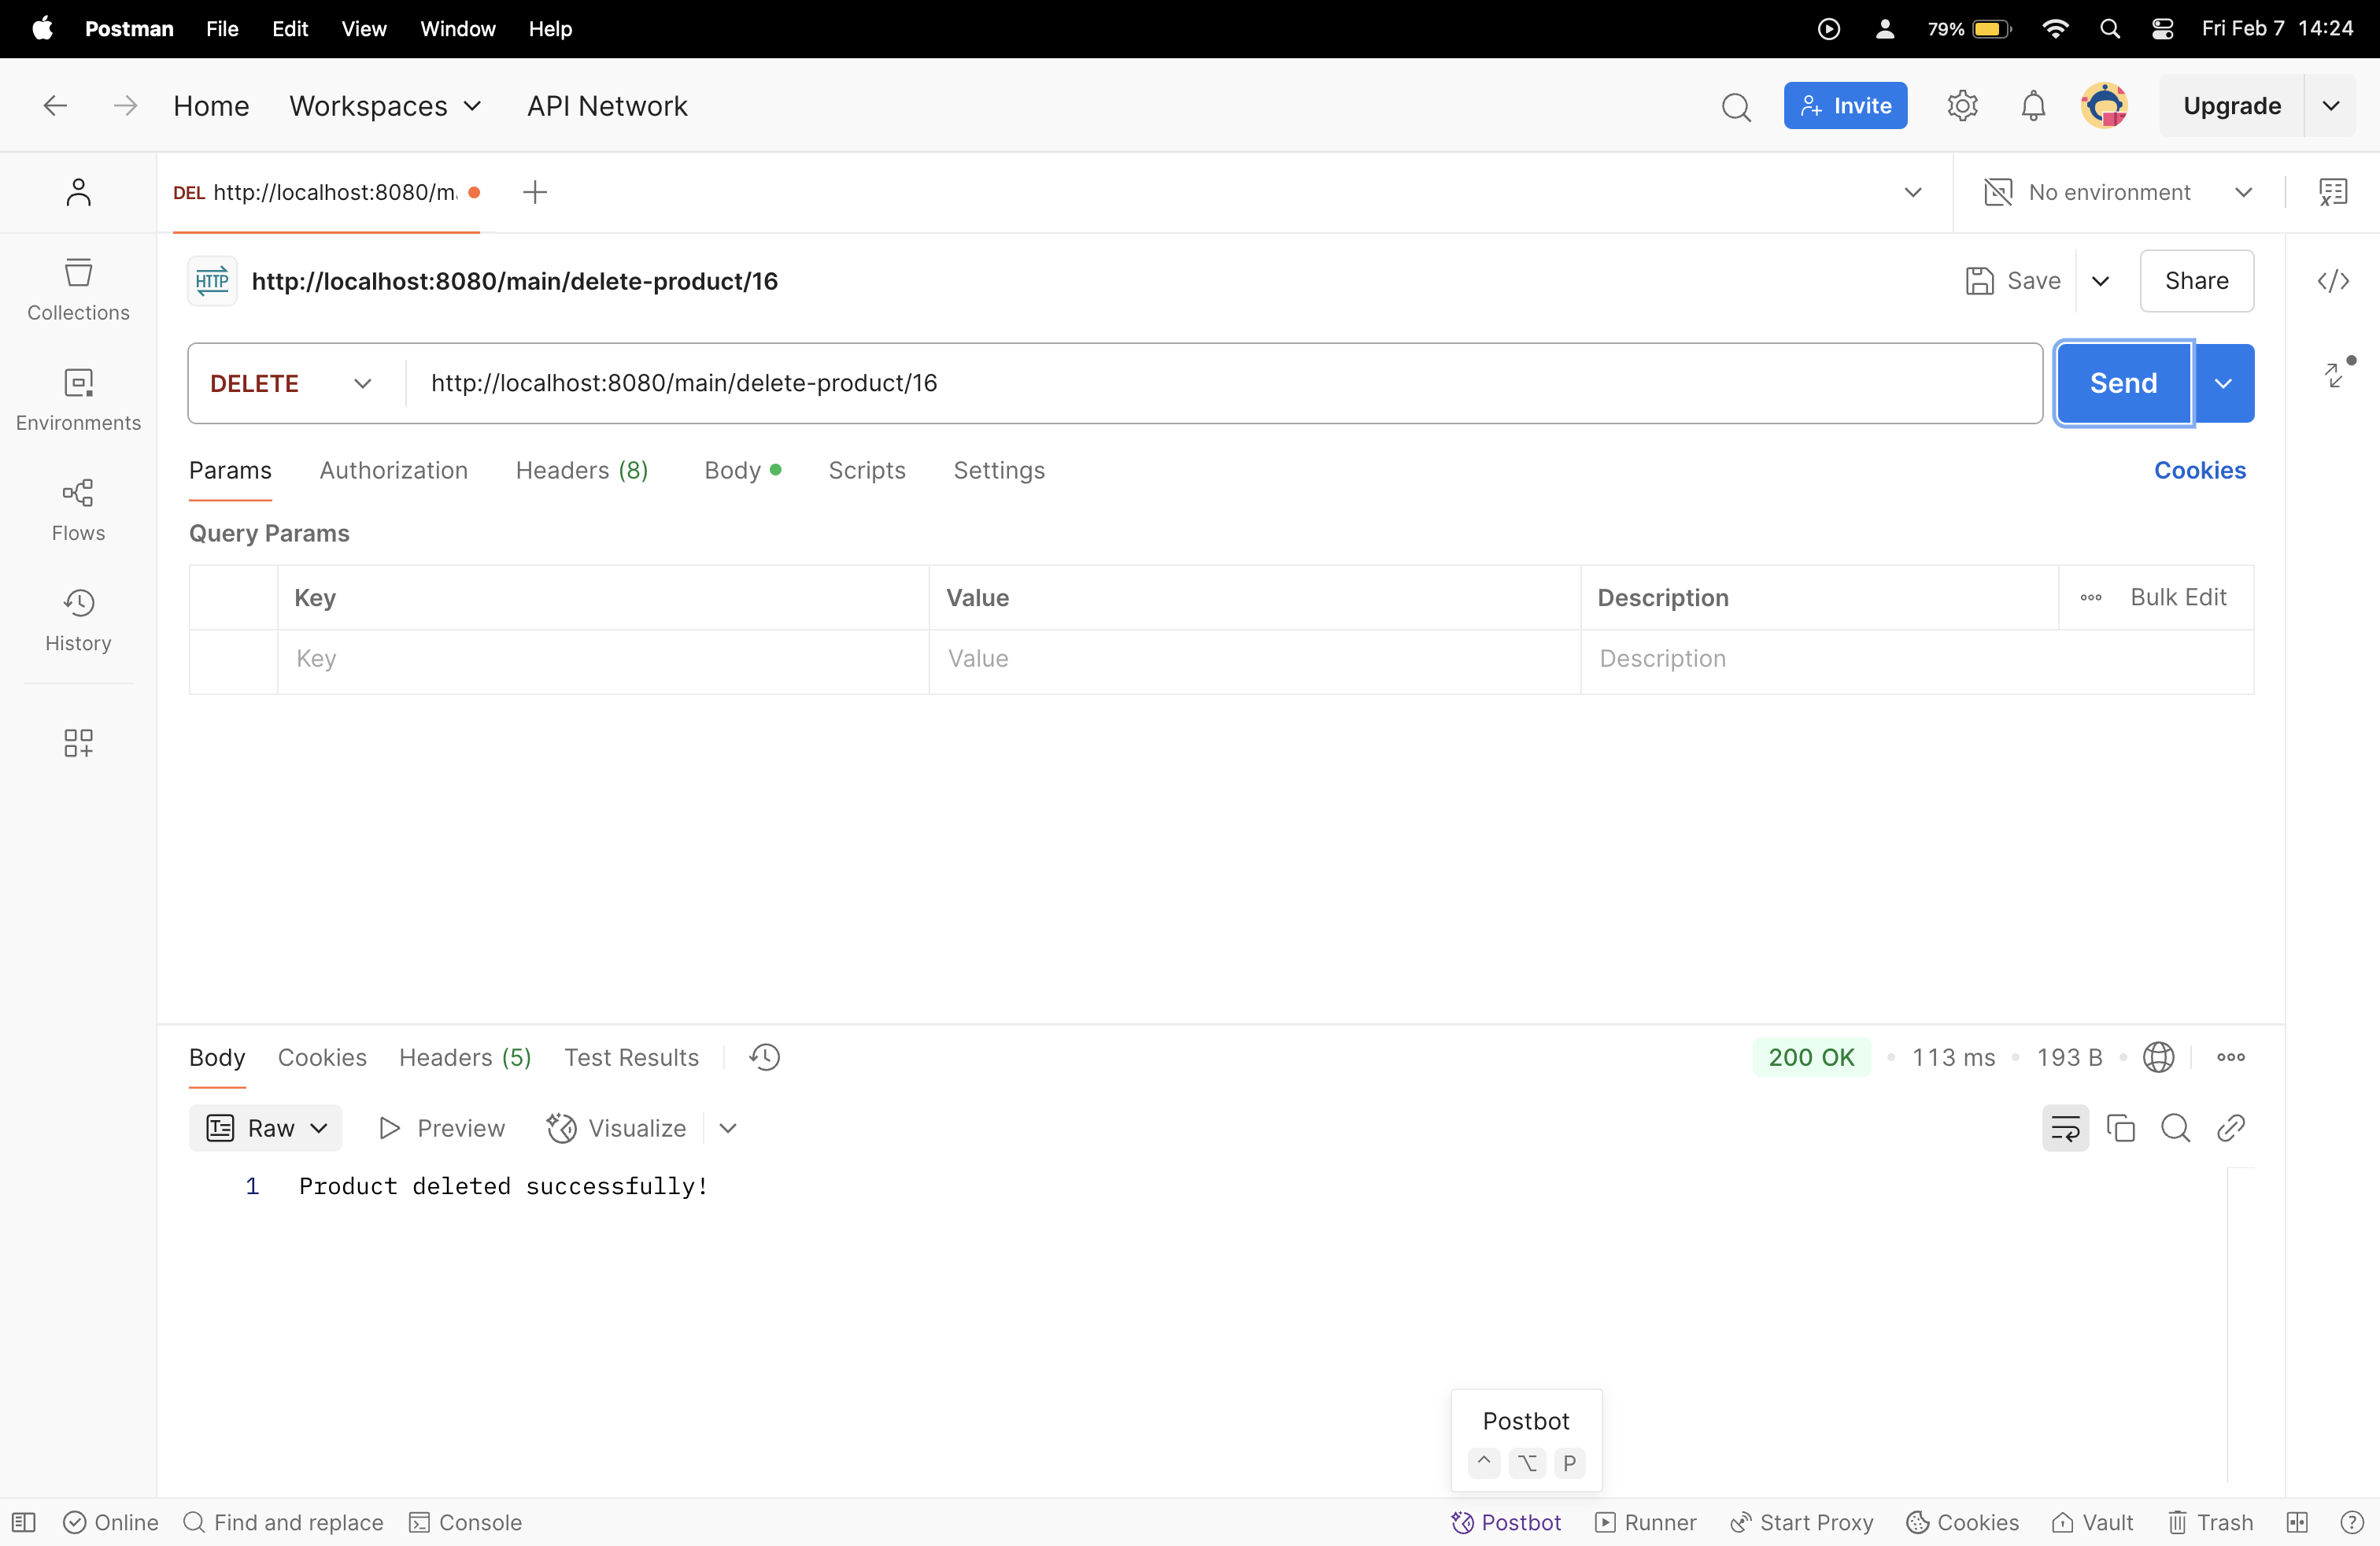 Postman File Edit View Window Help 79% Fri Feb 7 14:24
Home Workspaces API Network Invite Upgrade
DEL http://localhost:8080/m. No environment
Collections
Environments
Flows
History
HTTP http://localhost:8080/main/delete-product/16 Save Share
DELETE http://localhost:8080/main/delete-product/16 Send
Params Authorization Headers (8) Body Scripts Settings Cookies
Query Params
Key Value Description Bulk Edit
Key Value Description
Body Cookies Headers (5) Test Results 200 OK 113 ms 193 B
Raw Preview Visualize
1 Product deleted successfully!
Postbot
^ ⌥ P
Online Find and replace Console Postbot Runner Start Proxy Cookies Vault Trash